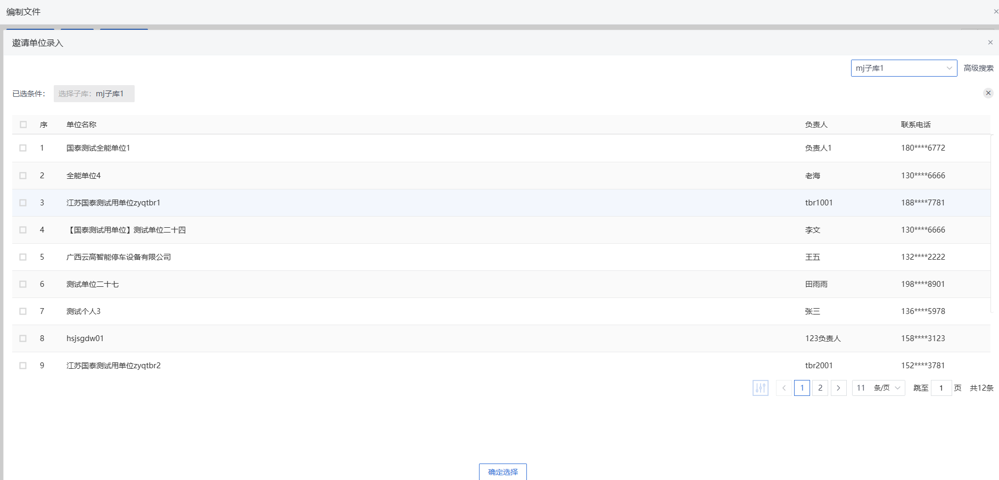 编制文件
邀请单位录入
mj子库1 高级搜索
已选条件： 选择子库：mj子库1
序 单位名称 负责人 联系电话
1 国泰测试全能单位1 负责人1 180****6772
2 全能单位4 老海 130****6666
3 江苏国泰测试用单位zyqtbr1 tbr1001 188****7781
4 【国泰测试用单位】测试单位二十四 李文 130****6666
5 广西云高智能停车设备有限公司 王五 132****2222
6 测试单位二十七 田雨雨 198****8901
7 测试个人3 张三 136****5978
8 hsjsgdw01 123负责人 158****3123
9 江苏国泰测试用单位zyqtbr2 tbr2001 152****3781
1 2 11 条/页 跳至 1 页 共12条
确定选择